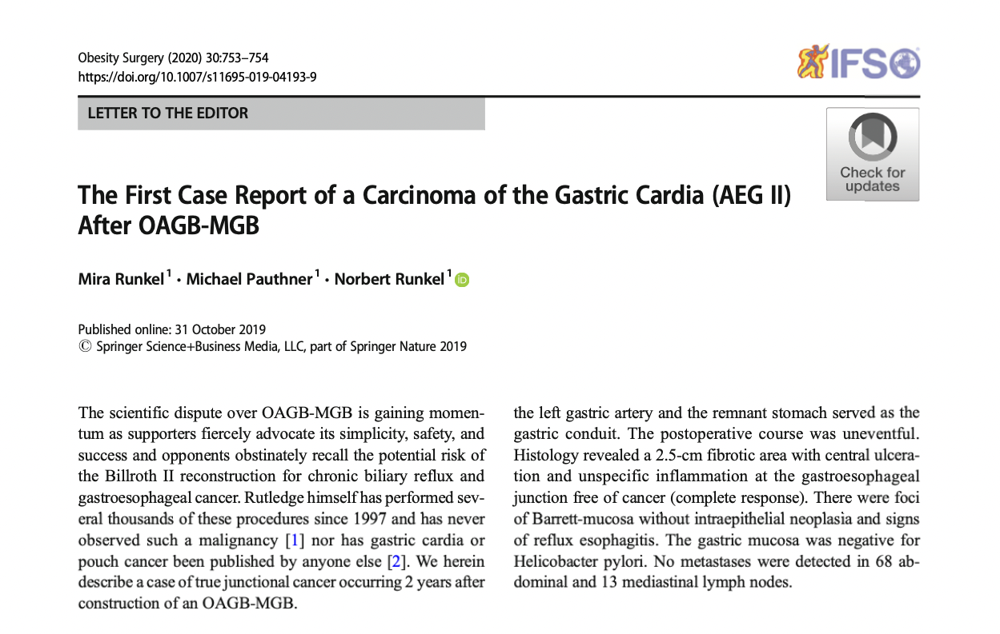 Obesity Surgery (2020) 30:753–754
https://doi.org/10.1007/s11695-019-04193-9
IFSO
LETTER TO THE EDITOR
Check for
updates
The First Case Report of a Carcinoma of the Gastric Cardia (AEG II)
After OAGB-MGB
Mira Runkel 1 · Michael Pauthner 1 · Norbert Runkel 1 iD
Published online: 31 October 2019
© Springer Science+Business Media, LLC, part of Springer Nature 2019
The scientific dispute over OAGB-MGB is gaining momen-
tum as supporters fiercely advocate its simplicity, safety, and
success and opponents obstinately recall the potential risk of
the Billroth II reconstruction for chronic biliary reflux and
gastroesophageal cancer. Rutledge himself has performed sev-
eral thousands of these procedures since 1997 and has never
observed such a malignancy [1] nor has gastric cardia or
pouch cancer been published by anyone else [2]. We herein
describe a case of true junctional cancer occurring 2 years after
construction of an OAGB-MGB.
the left gastric artery and the remnant stomach served as the
gastric conduit. The postoperative course was uneventful.
Histology revealed a 2.5-cm fibrotic area with central ulcera-
tion and unspecific inflammation at the gastroesophageal
junction free of cancer (complete response). There were foci
of Barrett-mucosa without intraepithelial neoplasia and signs
of reflux esophagitis. The gastric mucosa was negative for
Helicobacter pylori. No metastases were detected in 68 ab-
dominal and 13 mediastinal lymph nodes.